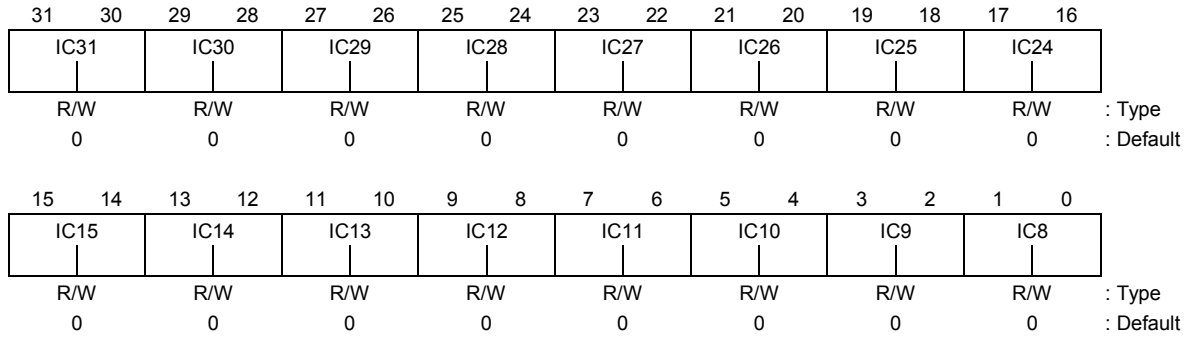 31 30 29 28 27 26 25 24 23 22 21 20 19 18 17 16
IC31 IC30 IC29 IC28 IC27 IC26 IC25 IC24
R/W R/W R/W R/W R/W R/W R/W R/W : Type
0 0 0 0 0 0 0 0 : Default
15 14 13 12 11 10 9 8 7 6 5 4 3 2 1 0
IC15 IC14 IC13 IC12 IC11 IC10 IC9 IC8
R/W R/W R/W R/W R/W R/W R/W R/W : Type
0 0 0 0 0 0 0 0 : Default